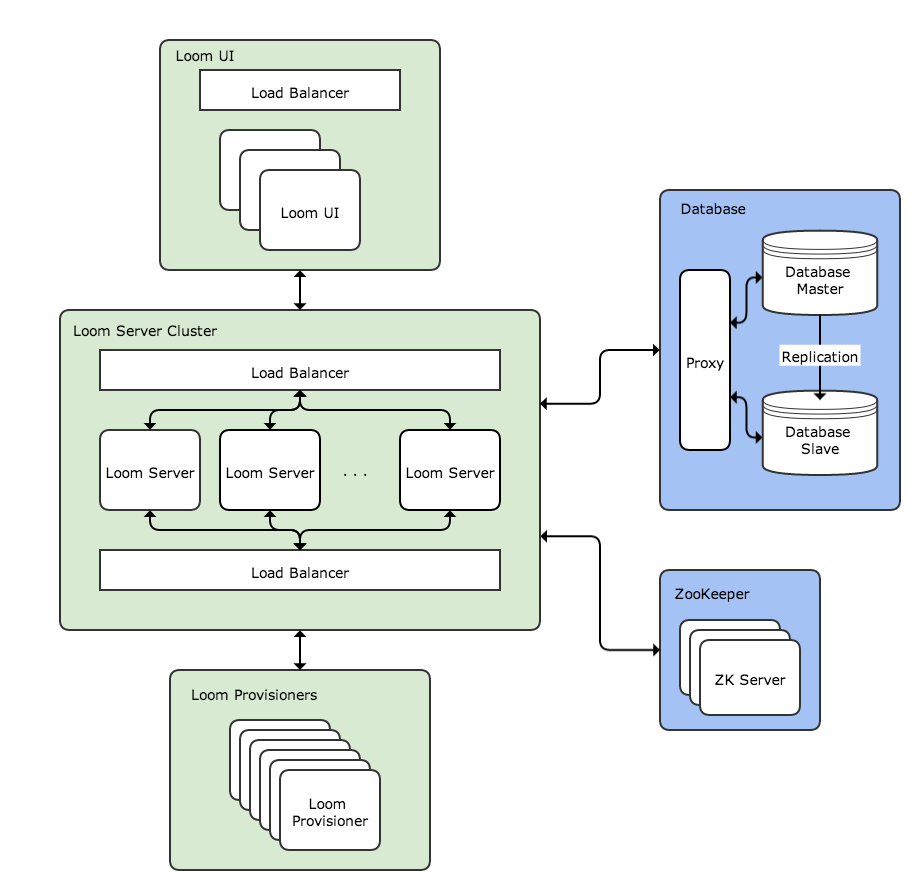 Loom UI
Load Balancer
Loom UI
Loom Server Cluster
Load Balancer
Loom Server
Loom Server
. . .
Loom Server
Load Balancer
Loom Provisioners
Loom
Provisioner
Database
Database
Master
Proxy
Replication
Database
Slave
ZooKeeper
ZK Server